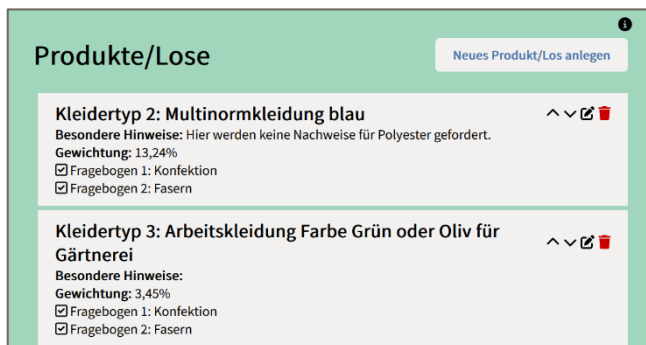 Produkte/Lose
Neues Produkt/Los anlegen
Kleidertyp 2: Multinormkleidung blau
Besondere Hinweise: Hier werden keine Nachweise für Polyester gefordert.
Gewichtung: 13,24%
Fragebogen 1: Konfektion
Fragebogen 2: Fasern
Kleidertyp 3: Arbeitskleidung Farbe Grün oder Oliv für
Gärtnerei
Besondere Hinweise:
Gewichtung: 3,45%
Fragebogen 1: Konfektion
Fragebogen 2: Fasern